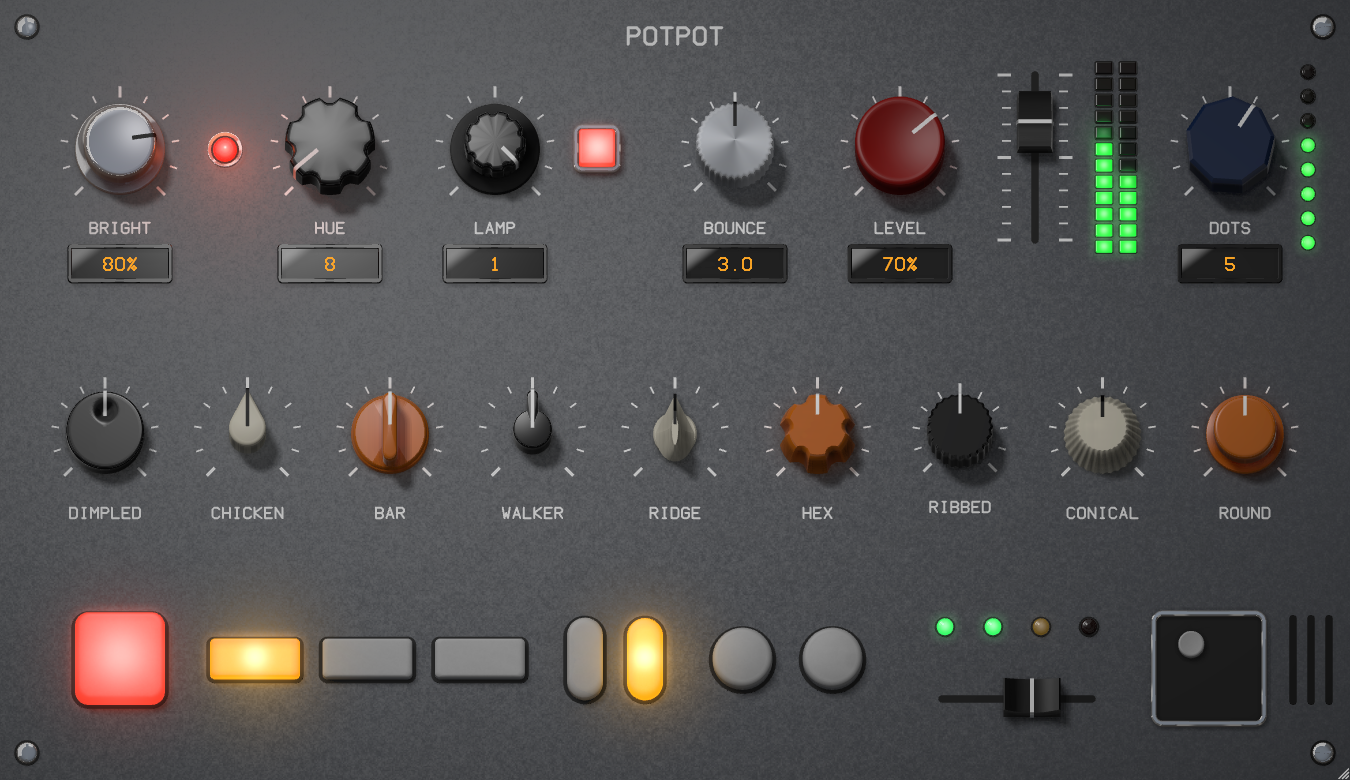 POTPOT
BRIGHT
HUE
LAMP
BOUNCE
LEVEL
DOTS
80%
8
1
3.0
70%
5
DIMPLED
CHICKEN
BAR
WALKER
RIDGE
HEX
RIBBED
CONICAL
ROUND